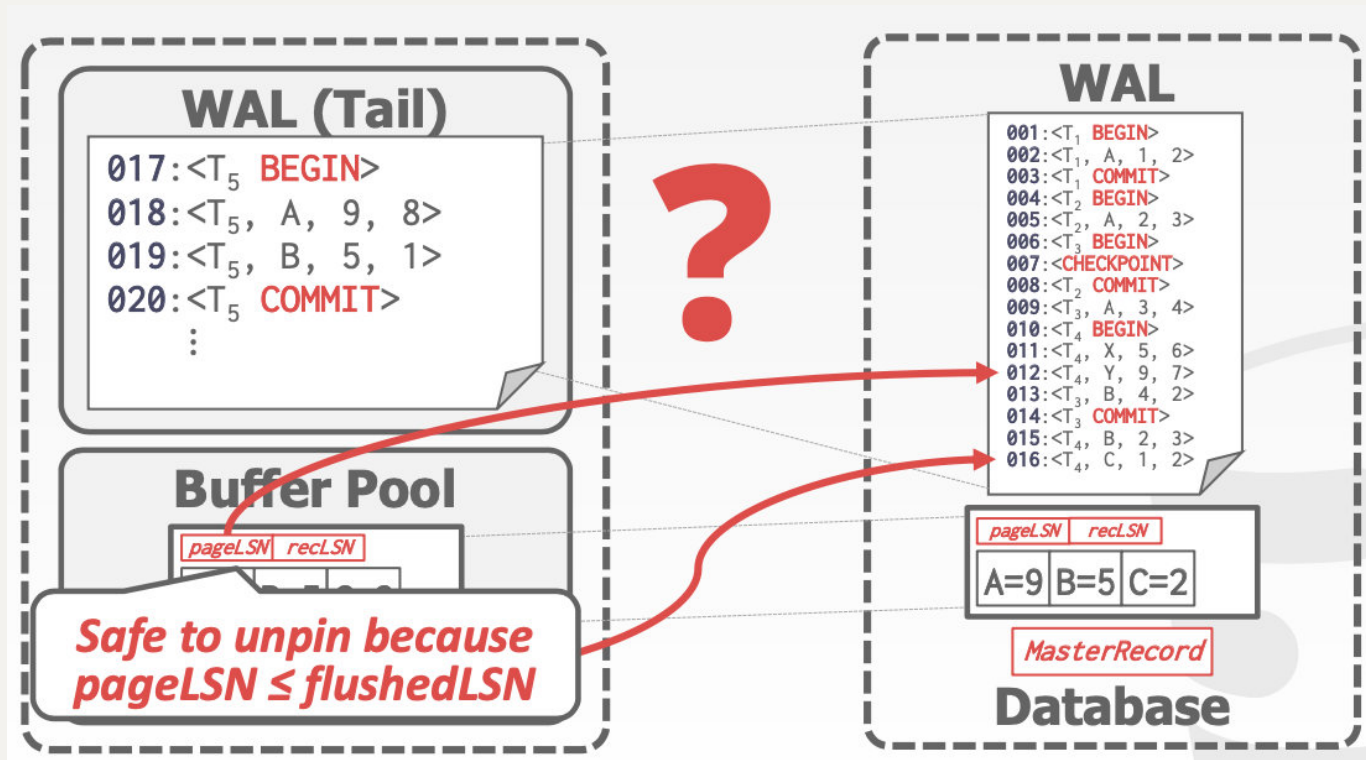 WAL (Tail)
017:<T5 BEGIN>
018:<T5, A, 9, 8>
019:<T5, B, 5, 1>
020:<T5 COMMIT>
⋮
?
Buffer Pool
pageLSN recLSN
Safe to unpin because
pageLSN ≤ flushedLSN
WAL
001:<T1 BEGIN>
002:<T1, A, 1, 2>
003:<T1 COMMIT>
004:<T2 BEGIN>
005:<T2, A, 2, 3>
006:<T3 BEGIN>
007:<CHECKPOINT>
008:<T2 COMMIT>
009:<T3, A, 3, 4>
010:<T4 BEGIN>
011:<T4, X, 5, 6>
012:<T4, Y, 9, 7>
013:<T3, B, 4, 2>
014:<T3 COMMIT>
015:<T4, B, 2, 3>
016:<T4, C, 1, 2>
pageLSN recLSN
A=9 B=5 C=2
MasterRecord
Database